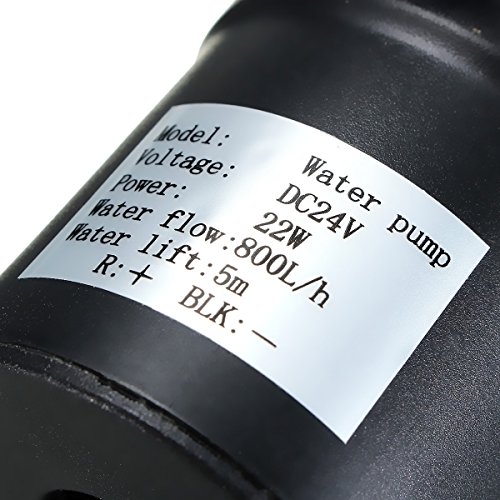 Model: Water pump
Voltage: DC24V
Power: 22W
Water flow:800L/h
Water lift:5m
R:+ BLK:—